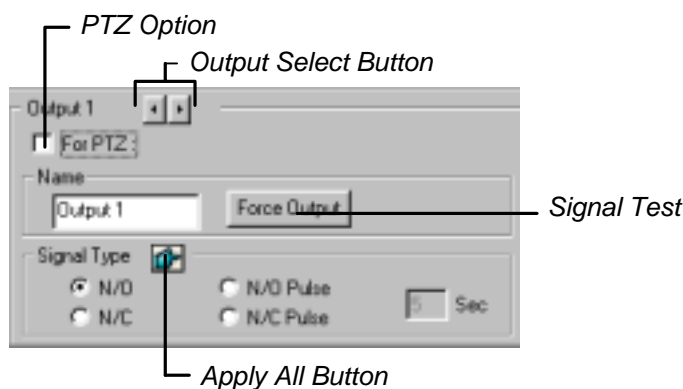 PTZ Option
Output Select Button
Output 1
For PTZ :
Name
Output 1
Force Output
Signal Test
Signal Type
N/O
N/O Pulse
5 Sec
N/C
N/C Pulse
Apply All Button